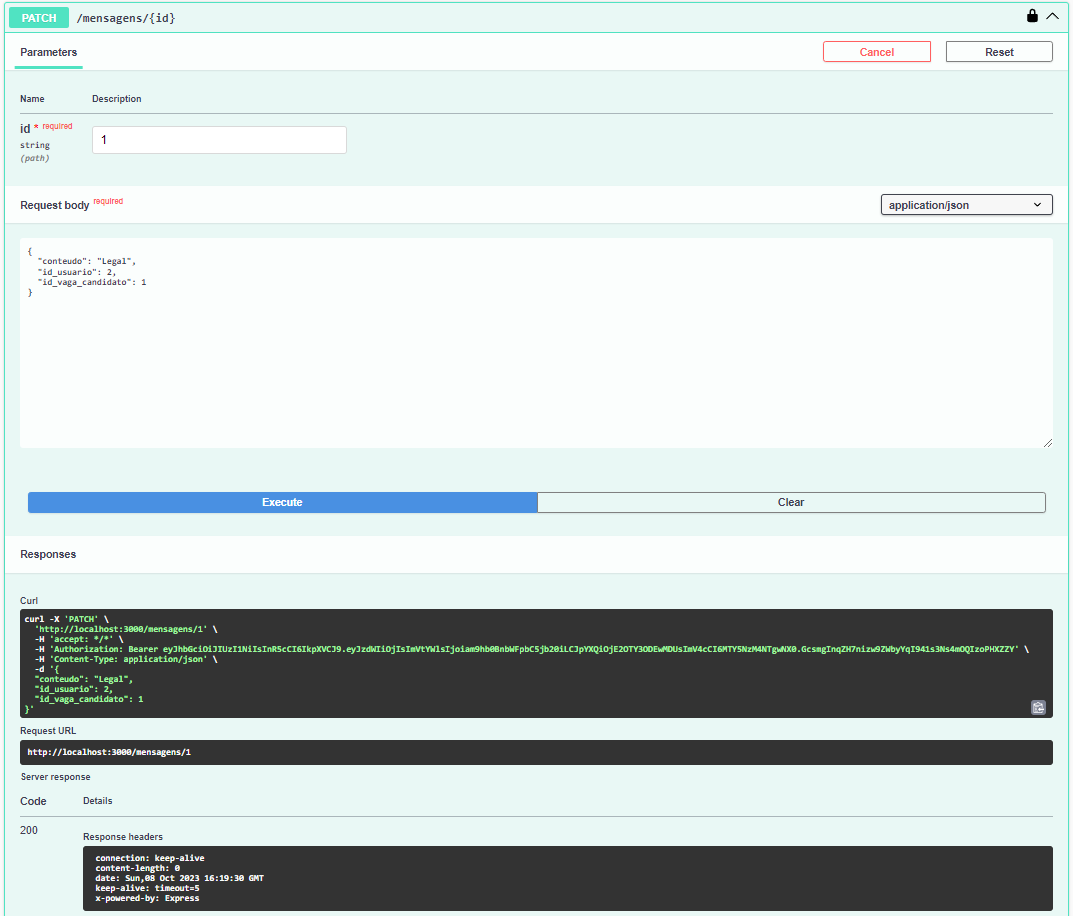 PATCH /mensagens/{id}
Parameters
Cancel
Reset
Name Description
id * required
string
(path)
1
Request body required
application/json
{
"conteudo": "Legal",
"id_usuario": 2,
"id_vaga_candidato": 1
}
Execute
Clear
Responses
Curl
curl -X 'PATCH' \
'http://localhost:3000/mensagens/1' \
-H 'accept: */*' \
-H 'Authorization: Bearer \
-H 'Content-Type: application/json' \
-d '{
"conteudo": "Legal",
"id_usuario": 2,
"id_vaga_candidato": 1
}'
Request URL
http://localhost:3000/mensagens/1
Server response
Code Details
200
Response headers
connection: keep-alive
content-length: 0
date: Sun,08 Oct 2023 16:19:30 GMT
keep-alive: timeout=5
x-powered-by: Express